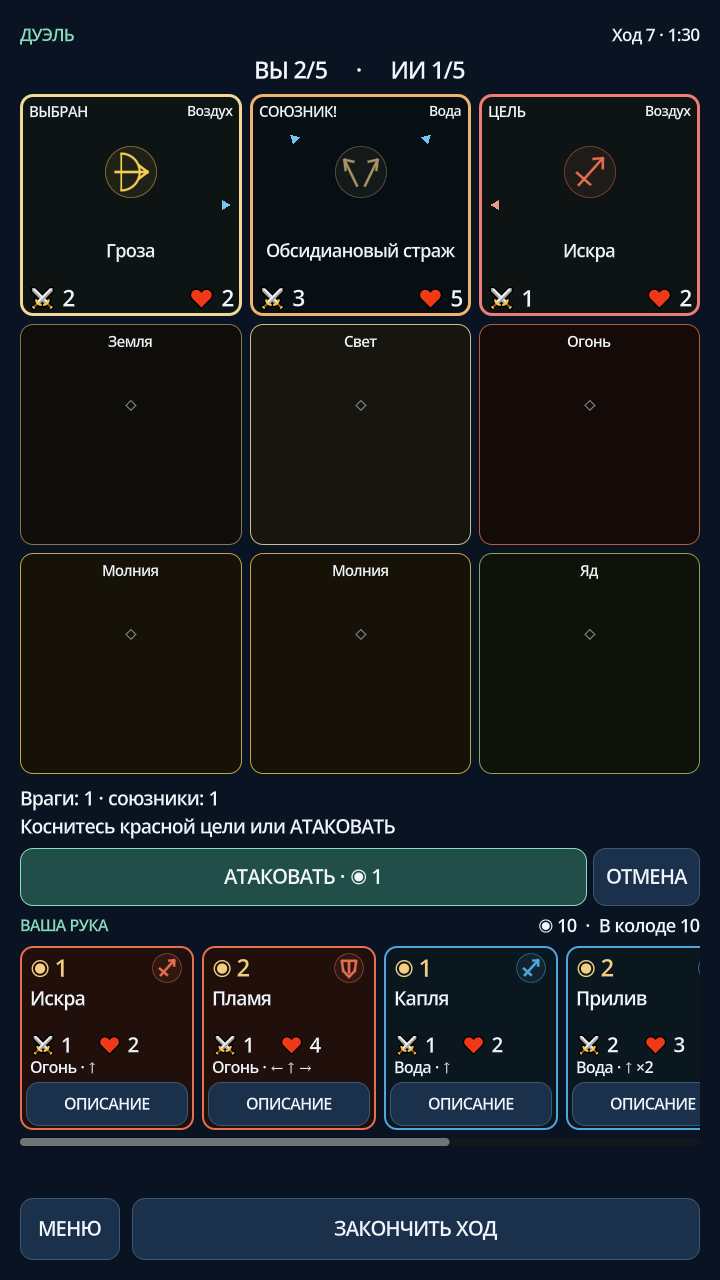 ДУЭЛЬ
Ход 7 · 1:30
ВЫ 2/5 · ИИ 1/5
ВЫБРАН Воздух
СОЮЗНИК! Вода
ЦЕЛЬ Воздух
Гроза
Обсидиановый страж
Искра
2 2
3 5
1 2
Земля
Свет
Огонь
Молния
Молния
Яд
Враги: 1 · союзники: 1
Коснитесь красной цели или АТАКОВАТЬ
АТАКОВАТЬ · ◉ 1
ОТМЕНА
ВАША РУКА
◉ 10 · В колоде 10
◉ 1
Искра
1 2
Огонь · ↑
ОПИСАНИЕ
◉ 2
Пламя
1 4
Огонь · ← ↑ →
ОПИСАНИЕ
◉ 1
Капля
1 2
Вода · ↑
ОПИСАНИЕ
◉ 2
Прилив
2 3
Вода · ↑ ×2
ОПИСАНИЕ
МЕНЮ
ЗАКОНЧИТЬ ХОД